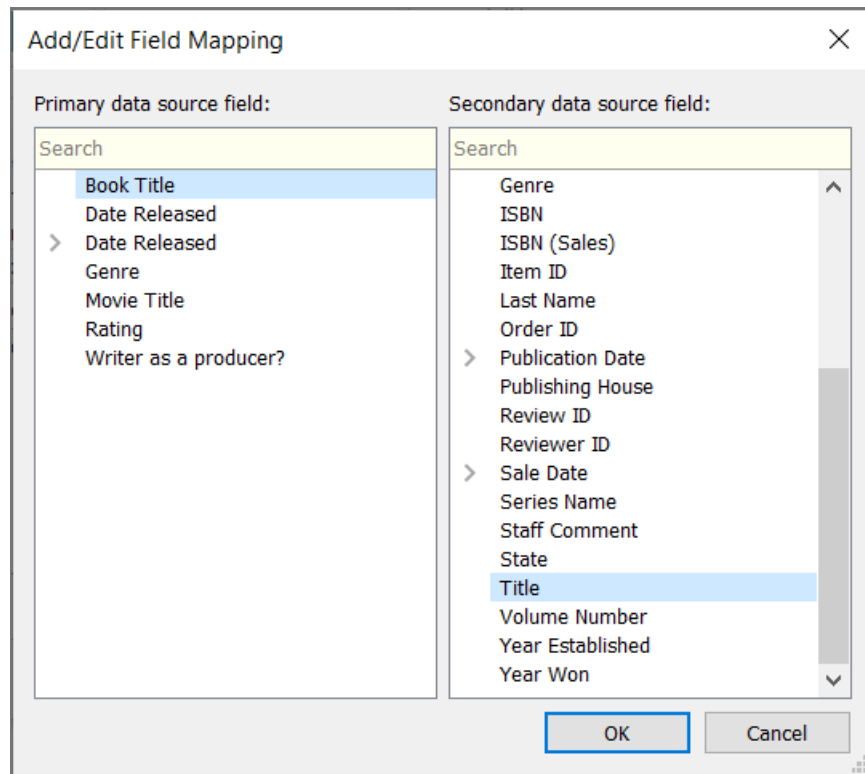 Add/Edit Field Mapping
Primary data source field:
Search
Book Title
Date Released
Date Released
Genre
Movie Title
Rating
Writer as a producer?
Secondary data source field:
Search
Genre
ISBN
ISBN (Sales)
Item ID
Last Name
Order ID
Publication Date
Publishing House
Review ID
Reviewer ID
Sale Date
Series Name
Staff Comment
State
Title
Volume Number
Year Established
Year Won
OK
Cancel